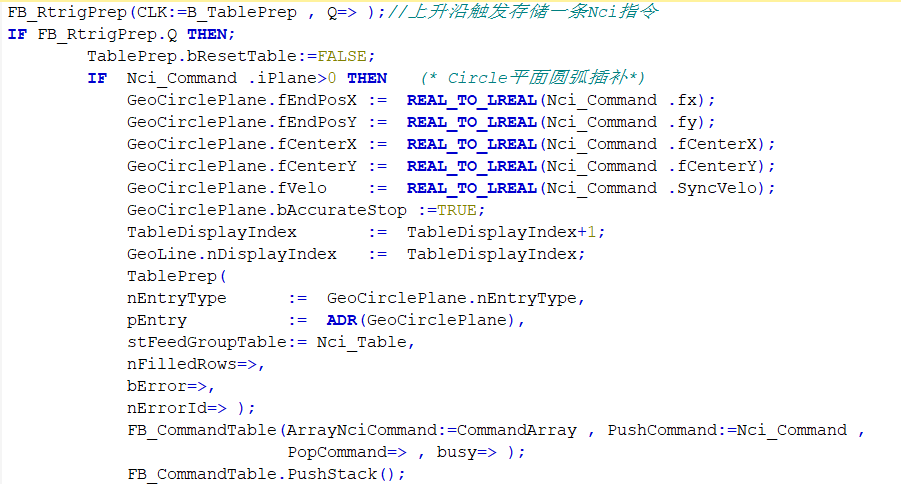 FB_RtrigPrep(CLK:=B_TablePrep , Q=> );//上升沿触发存储一条Nci指令
IF FB_RtrigPrep.Q THEN;
TablePrep.bResetTable:=FALSE;
IF Nci_Command .iPlane>0 THEN (* Circle平面圆弧插补*)
GeoCirclePlane.fEndPosX := REAL_TO_LREAL(Nci_Command .fx);
GeoCirclePlane.fEndPosY := REAL_TO_LREAL(Nci_Command .fy);
GeoCirclePlane.fCenterX := REAL_TO_LREAL(Nci_Command .fCenterX);
GeoCirclePlane.fCenterY := REAL_TO_LREAL(Nci_Command .fCenterY);
GeoCirclePlane.fVelo := REAL_TO_LREAL(Nci_Command .SyncVelo);
GeoCirclePlane.bAccurateStop :=TRUE;
TableDisplayIndex := TableDisplayIndex+1;
GeoLine.nDisplayIndex := TableDisplayIndex;
TablePrep(
nEntryType := GeoCirclePlane.nEntryType,
pEntry := ADR(GeoCirclePlane),
stFeedGroupTable:= Nci_Table,
nFilledRows=>,
bError=>,
nErrorId=> );
FB_CommandTable(ArrayNciCommand:=CommandArray , PushCommand:=Nci_Command ,
PopCommand=> , busy=> );
FB_CommandTable.PushStack();